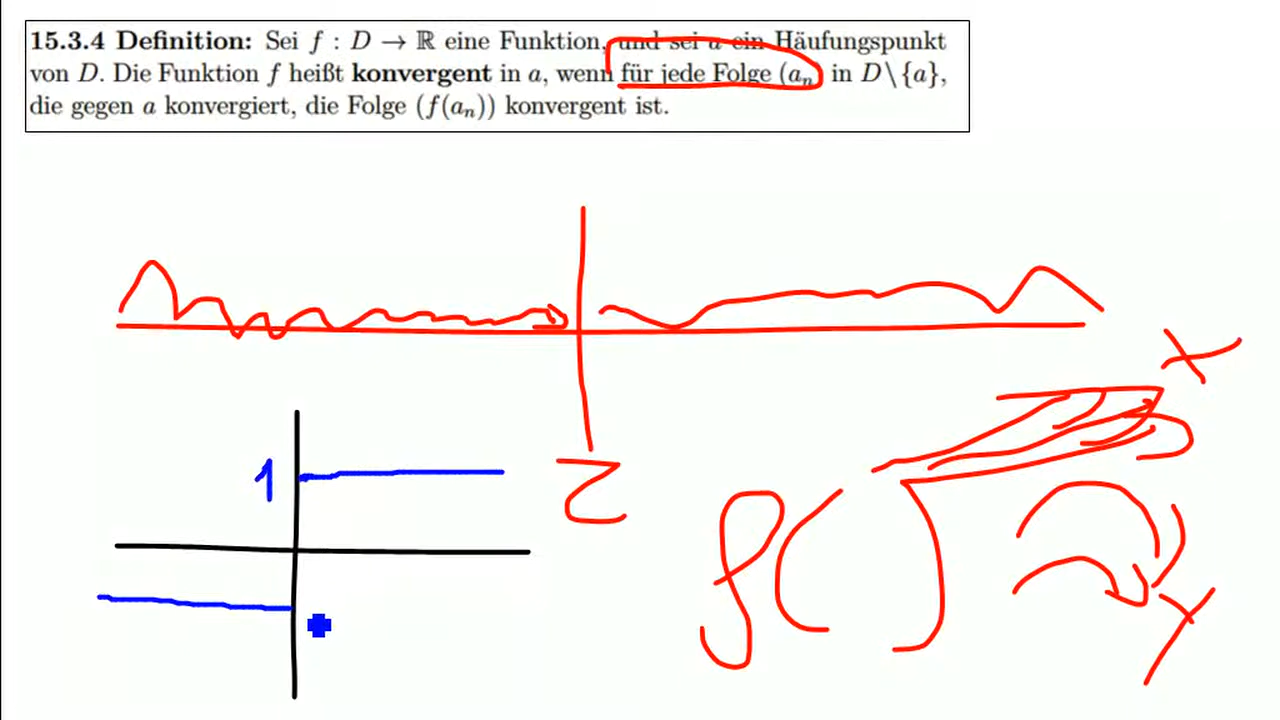 15.3.4 Definition: Sei f : D → ℝ eine Funktion, und sei a ein Häufungspunkt
von D. Die Funktion f heißt konvergent in a, wenn für jede Folge (aₙ) in D\{a},
die gegen a konvergiert, die Folge (f(aₙ)) konvergent ist.
x
1
2
f( )
y